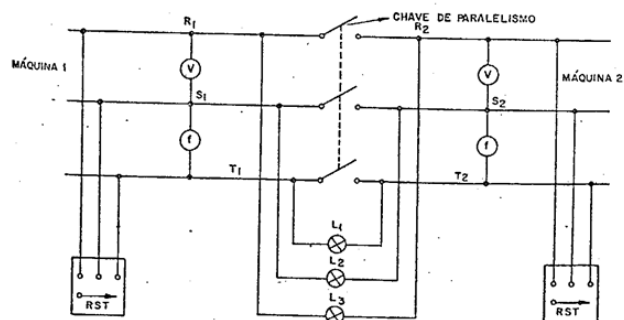 R1
CHAVE DE PARALELISMO
R2
MÁQUINA 1
V
V
MÁQUINA 2
S1
S2
f
f
T1
T2
L1
L2
L3
RST
RST